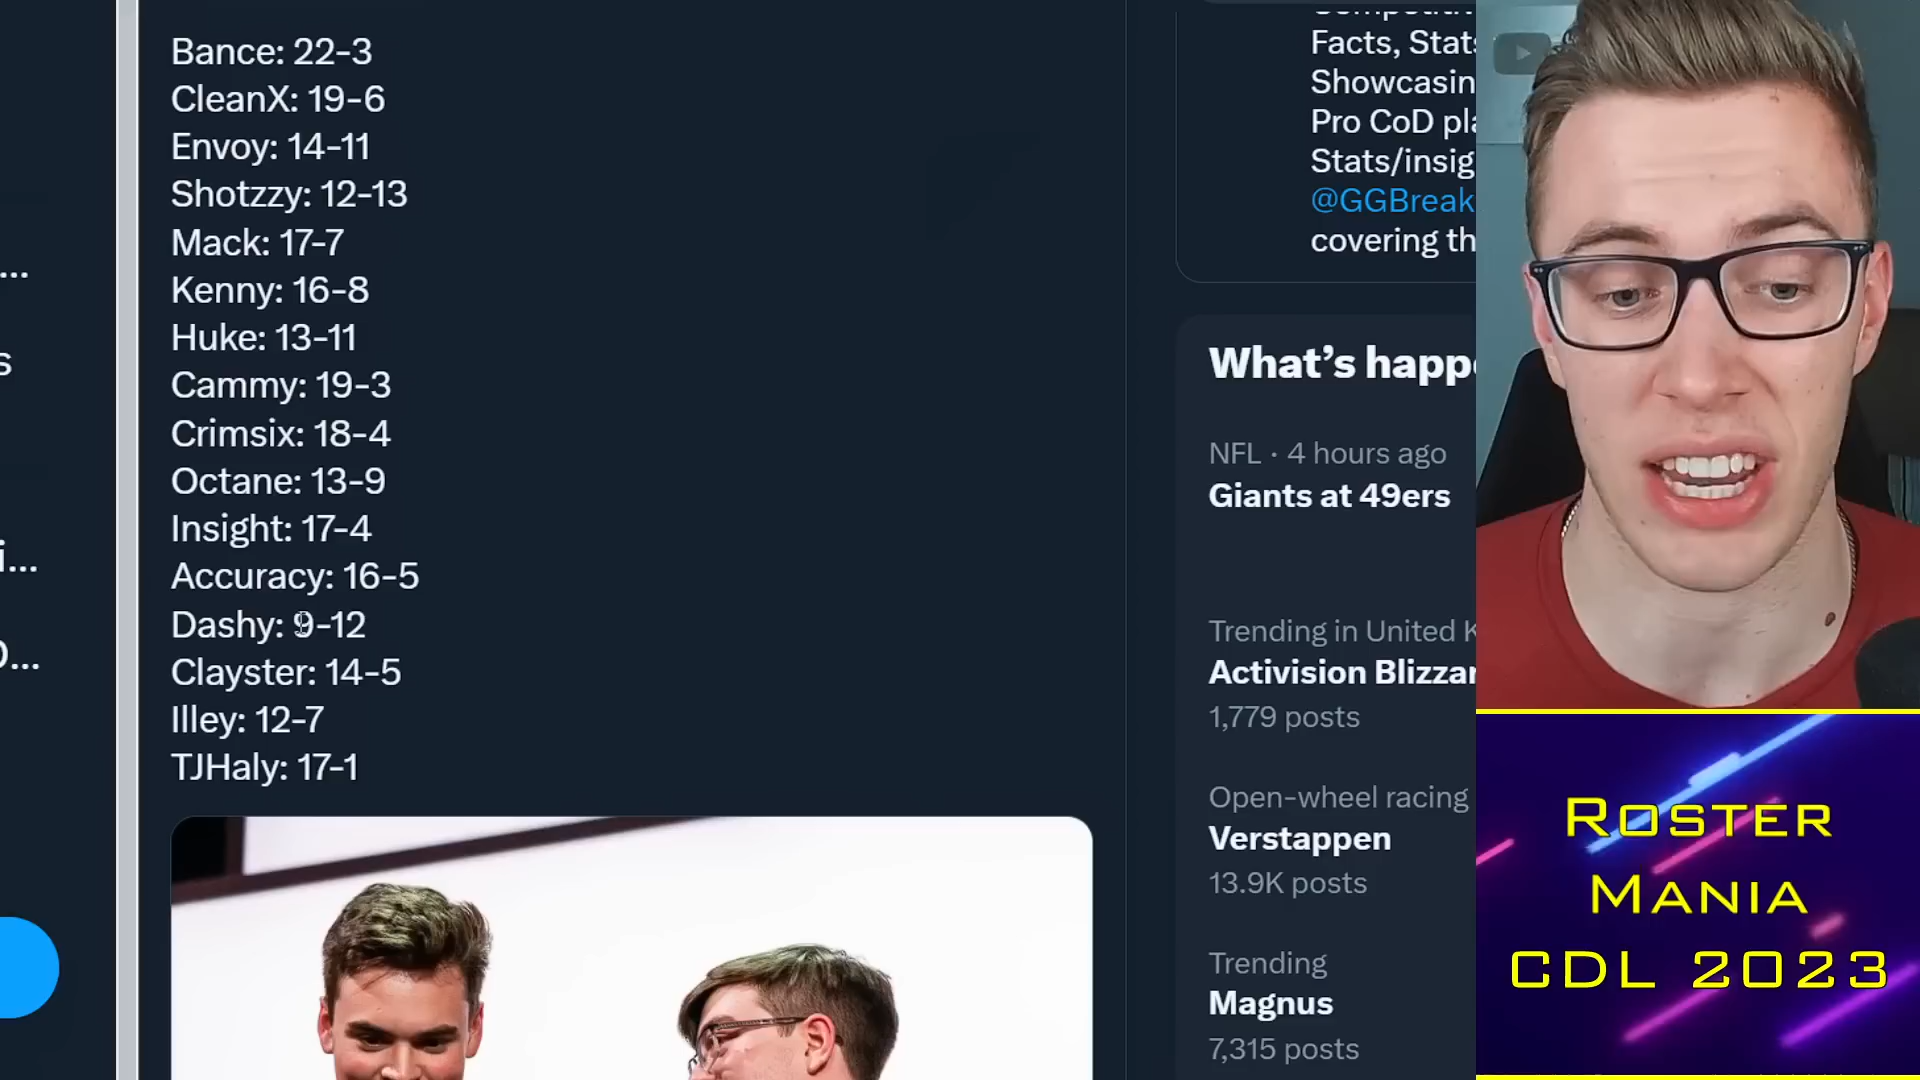 Bance: 22-3
CleanX: 19-6
Envoy: 14-11
Shotzzy: 12-13
Mack: 17-7
Kenny: 16-8
Huke: 13-11
Cammy: 19-3
Crimsix: 18-4
Octane: 13-9
Insight: 17-4
Accuracy: 16-5
Dashy: 9-12
Clayster: 14-5
Illey: 12-7
TJHaly: 17-1
Facts, Stats
Showcasin
Pro CoD pla
Stats/insig
@GGBreak
covering th
What's happe
NFL · 4 hours ago
Giants at 49ers
Trending in United K
Activision Blizzar
1,779 posts
Open-wheel racing
Verstappen
13.9K posts
Trending
Magnus
7,315 posts
Roster
Mania
CDL 2023